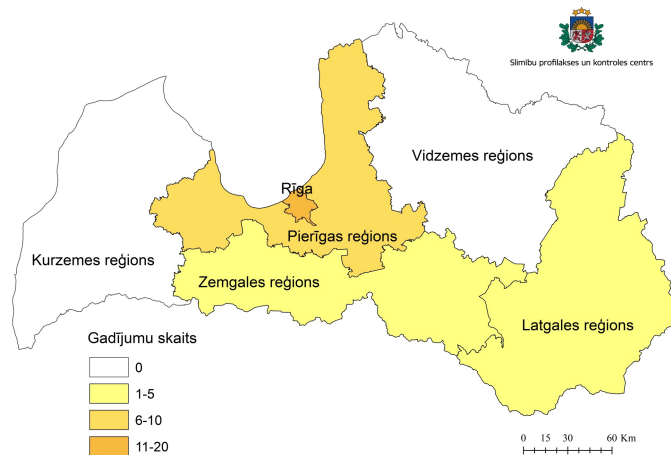 Slimību profilakses un kontroles centrs
Vidzemes reģions
Rīga
Pierīgas reģions
Kurzemes reģions
Zemgales reģions
Latgales reģions
Gadījumu skaits
0
1-5
6-10
11-20
0 15 30 60 Km